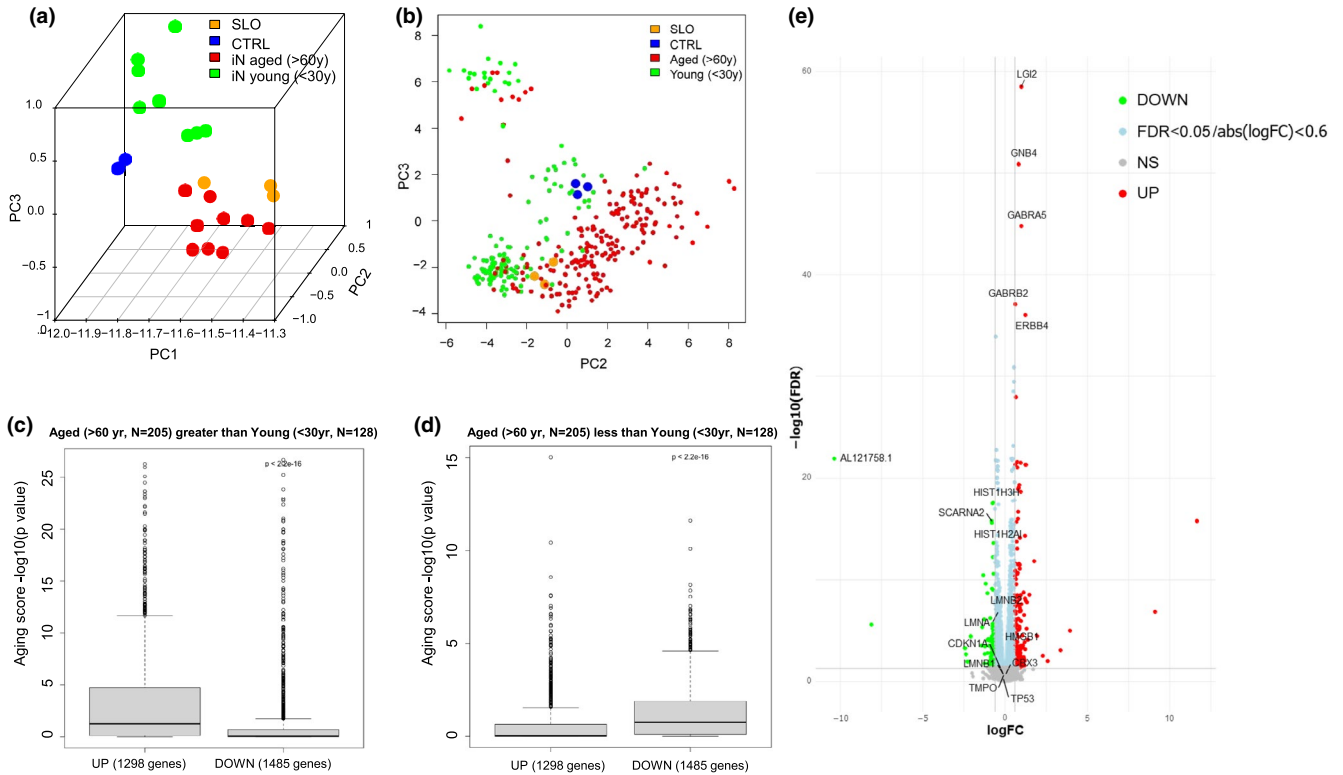 (a)
SLO
CTRL
iN aged (>60y)
iN young (<30y)
1.0
0.5
0.0
−0.5
−1
.0
PC3
−12.0−11.9−11.8−11.7−11.6−11.5−11.4−11.3
PC1
1
0.5
0.0
−0.5
−1.0
PC2
(b)
SLO
CTRL
Aged (>60y)
Young (<30y)
8
6
4
2
0
−2
−4
PC3
−6 −4 −2 0 2 4 6 8
PC2
(c)
Aged (>60 yr, N=205) greater than Young (<30yr, N=128)
p < 2.2e-16
25
20
15
10
5
0
Aging score -log10(p value)
UP (1298 genes) DOWN (1485 genes)
(d)
Aged (>60 yr, N=205) less than Young (<30yr, N=128)
p < 2.2e-16
15
10
5
0
Aging score -log10(p value)
UP (1298 genes) DOWN (1485 genes)
(e)
60
40
20
0
−log10(FDR)
DOWN
FDR<0.05/abs(logFC)<0.6
NS
UP
LGI2
GNB4
GABRA5
GABRB2
ERBB4
AL121758.1
HIST1H3H
SCARNA2
HIST1H2AI
LMNB2
LMNA
HMGB1
CDKN1A
LMNB1
CBX3
TMPO
TP53
−10 −5 0 5 10
logFC